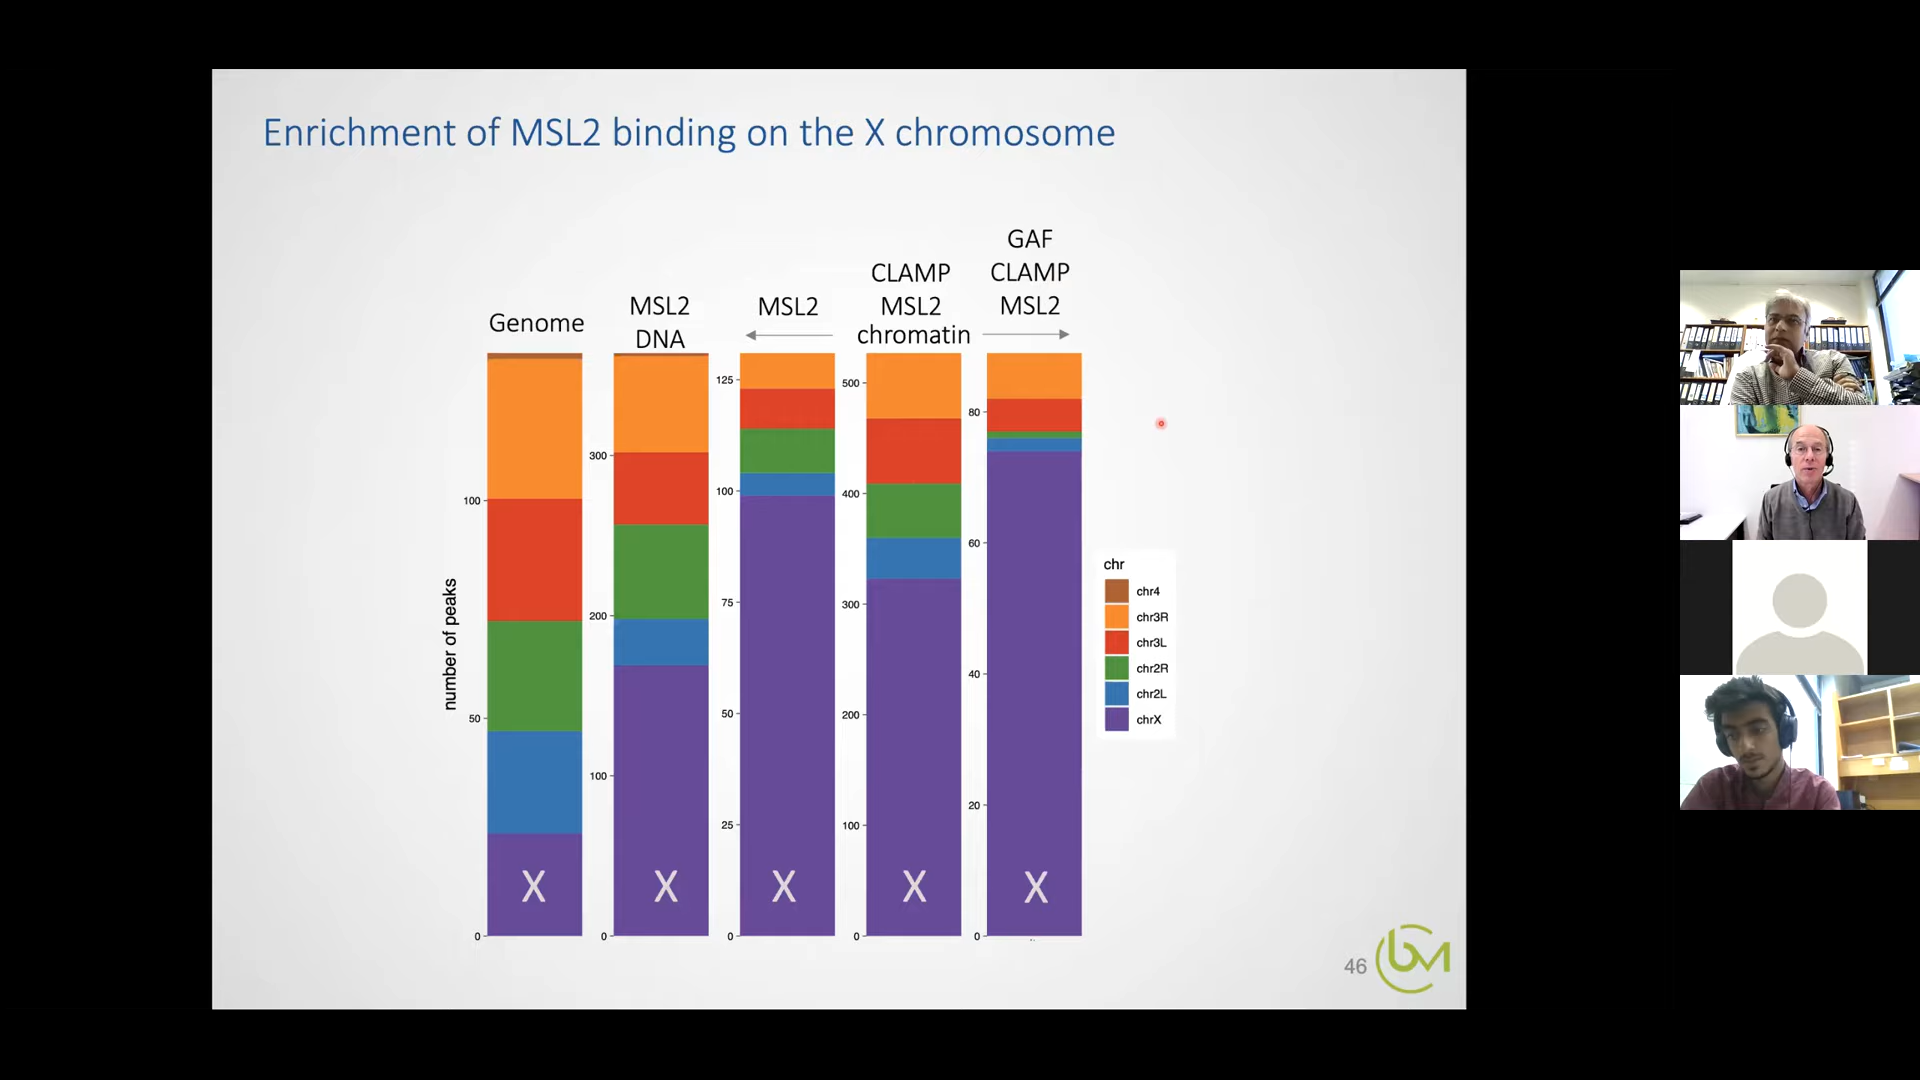 Enrichment of MSL2 binding on the X chromosome
Genome
MSL2
DNA
MSL2
CLAMP
MSL2
chromatin
GAF
CLAMP
MSL2
number of peaks
100
50
0
300
200
100
0
125
100
75
50
25
0
500
400
300
200
100
0
80
60
40
20
0
X
X
X
X
X
chr
chr4
chr3R
chr3L
chr2R
chr2L
chrX
46
bM